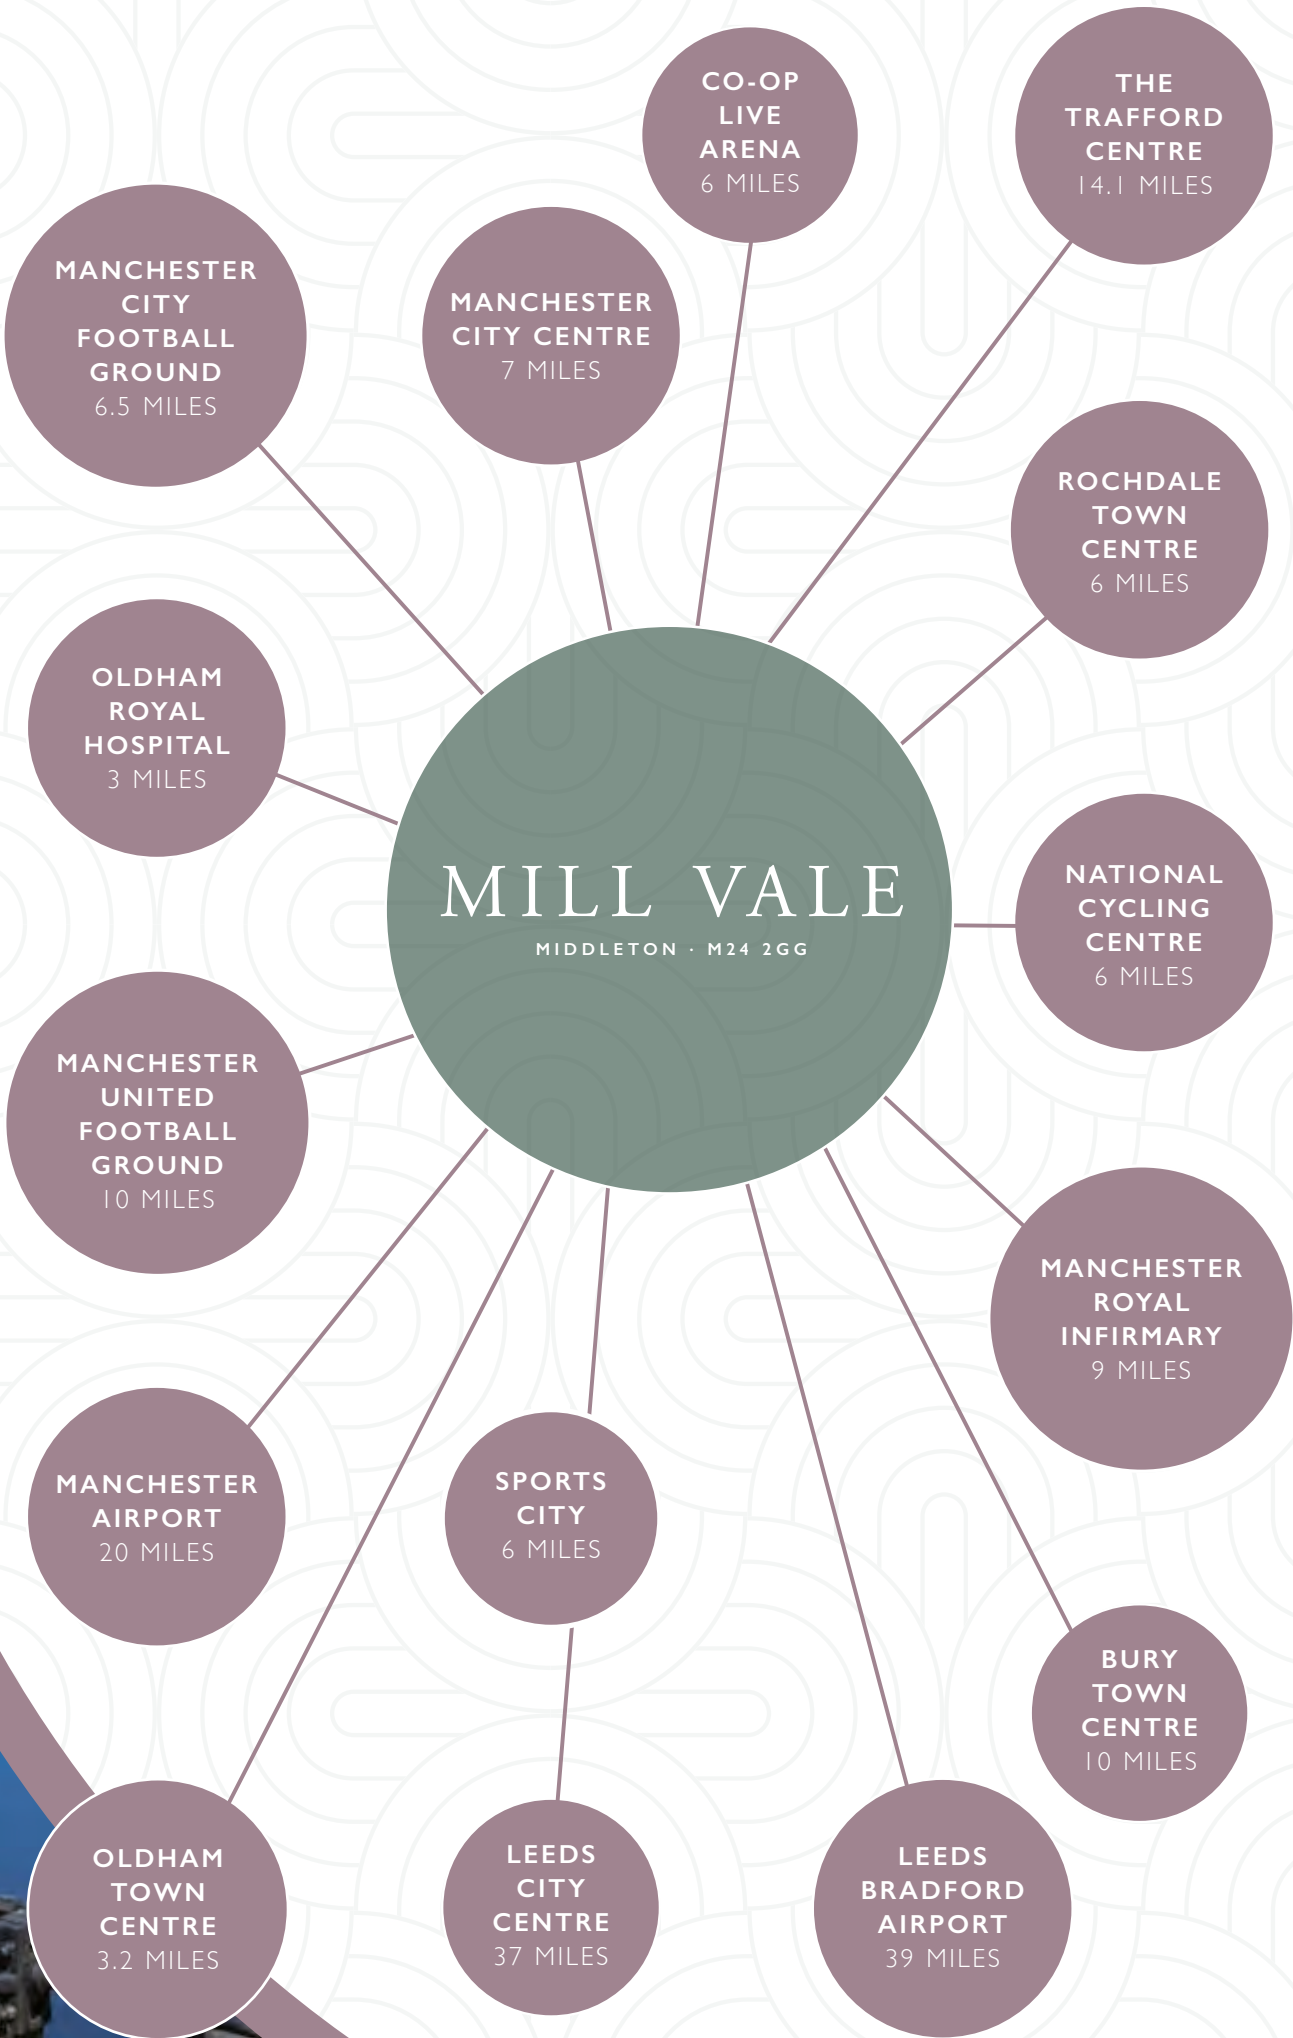 CO-OP
LIVE
ARENA
6 MILES
THE
TRAFFORD
CENTRE
14.1 MILES
MANCHESTER
CITY
FOOTBALL
GROUND
6.5 MILES
MANCHESTER
CITY CENTRE
7 MILES
ROCHDALE
TOWN
CENTRE
6 MILES
OLDHAM
ROYAL
HOSPITAL
3 MILES
MILL VALE
MIDDLETON · M24 2GG
NATIONAL
CYCLING
CENTRE
6 MILES
MANCHESTER
UNITED
FOOTBALL
GROUND
10 MILES
MANCHESTER
ROYAL
INFIRMARY
9 MILES
MANCHESTER
AIRPORT
20 MILES
SPORTS
CITY
6 MILES
BURY
TOWN
CENTRE
10 MILES
OLDHAM
TOWN
CENTRE
3.2 MILES
LEEDS
CITY
CENTRE
37 MILES
LEEDS
BRADFORD
AIRPORT
39 MILES